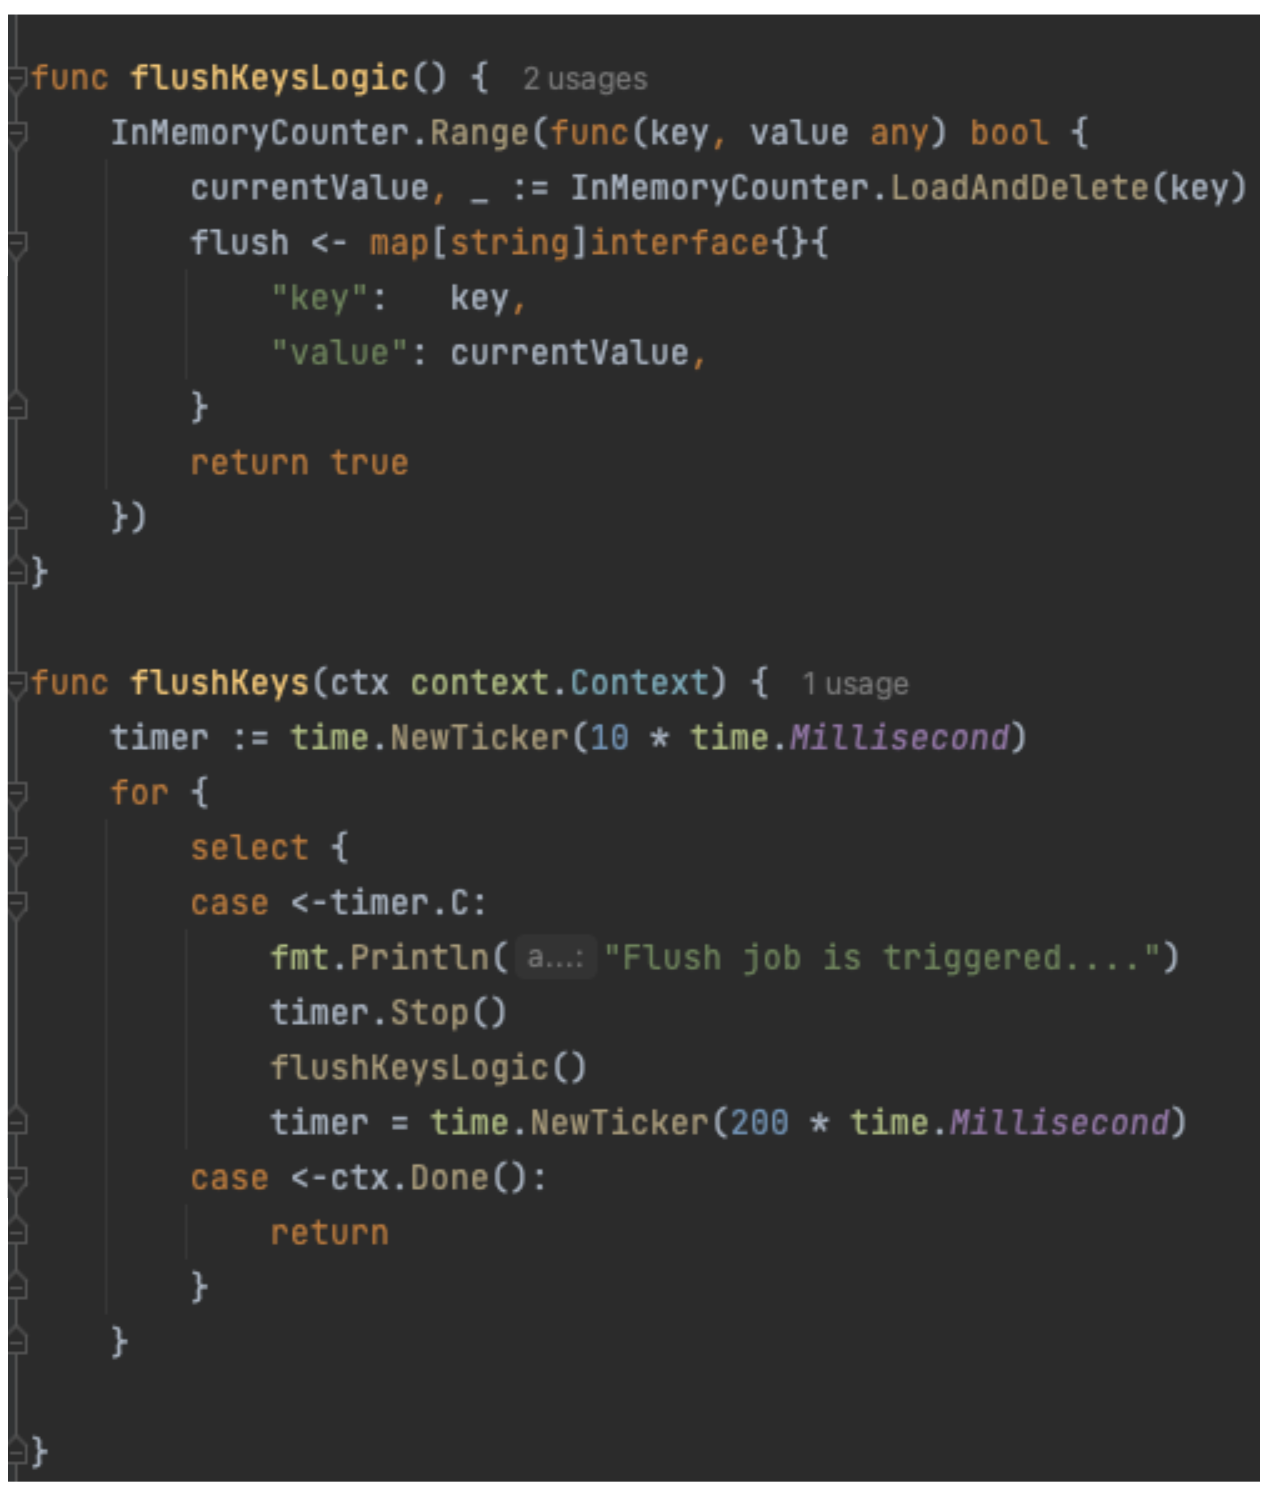 func flushKeysLogic() { 2 usages
    InMemoryCounter.Range(func(key, value any) bool {
        currentValue, _ := InMemoryCounter.LoadAndDelete(key)
        flush <- map[string]interface{}{
            "key":   key,
            "value": currentValue,
        }
        return true
    })
}

func flushKeys(ctx context.Context) { 1 usage
    timer := time.NewTicker(10 * time.Millisecond)
    for {
        select {
        case <-timer.C:
            fmt.Println( a...: "Flush job is triggered....")
            timer.Stop()
            flushKeysLogic()
            timer = time.NewTicker(200 * time.Millisecond)
        case <-ctx.Done():
            return
        }
    }

}